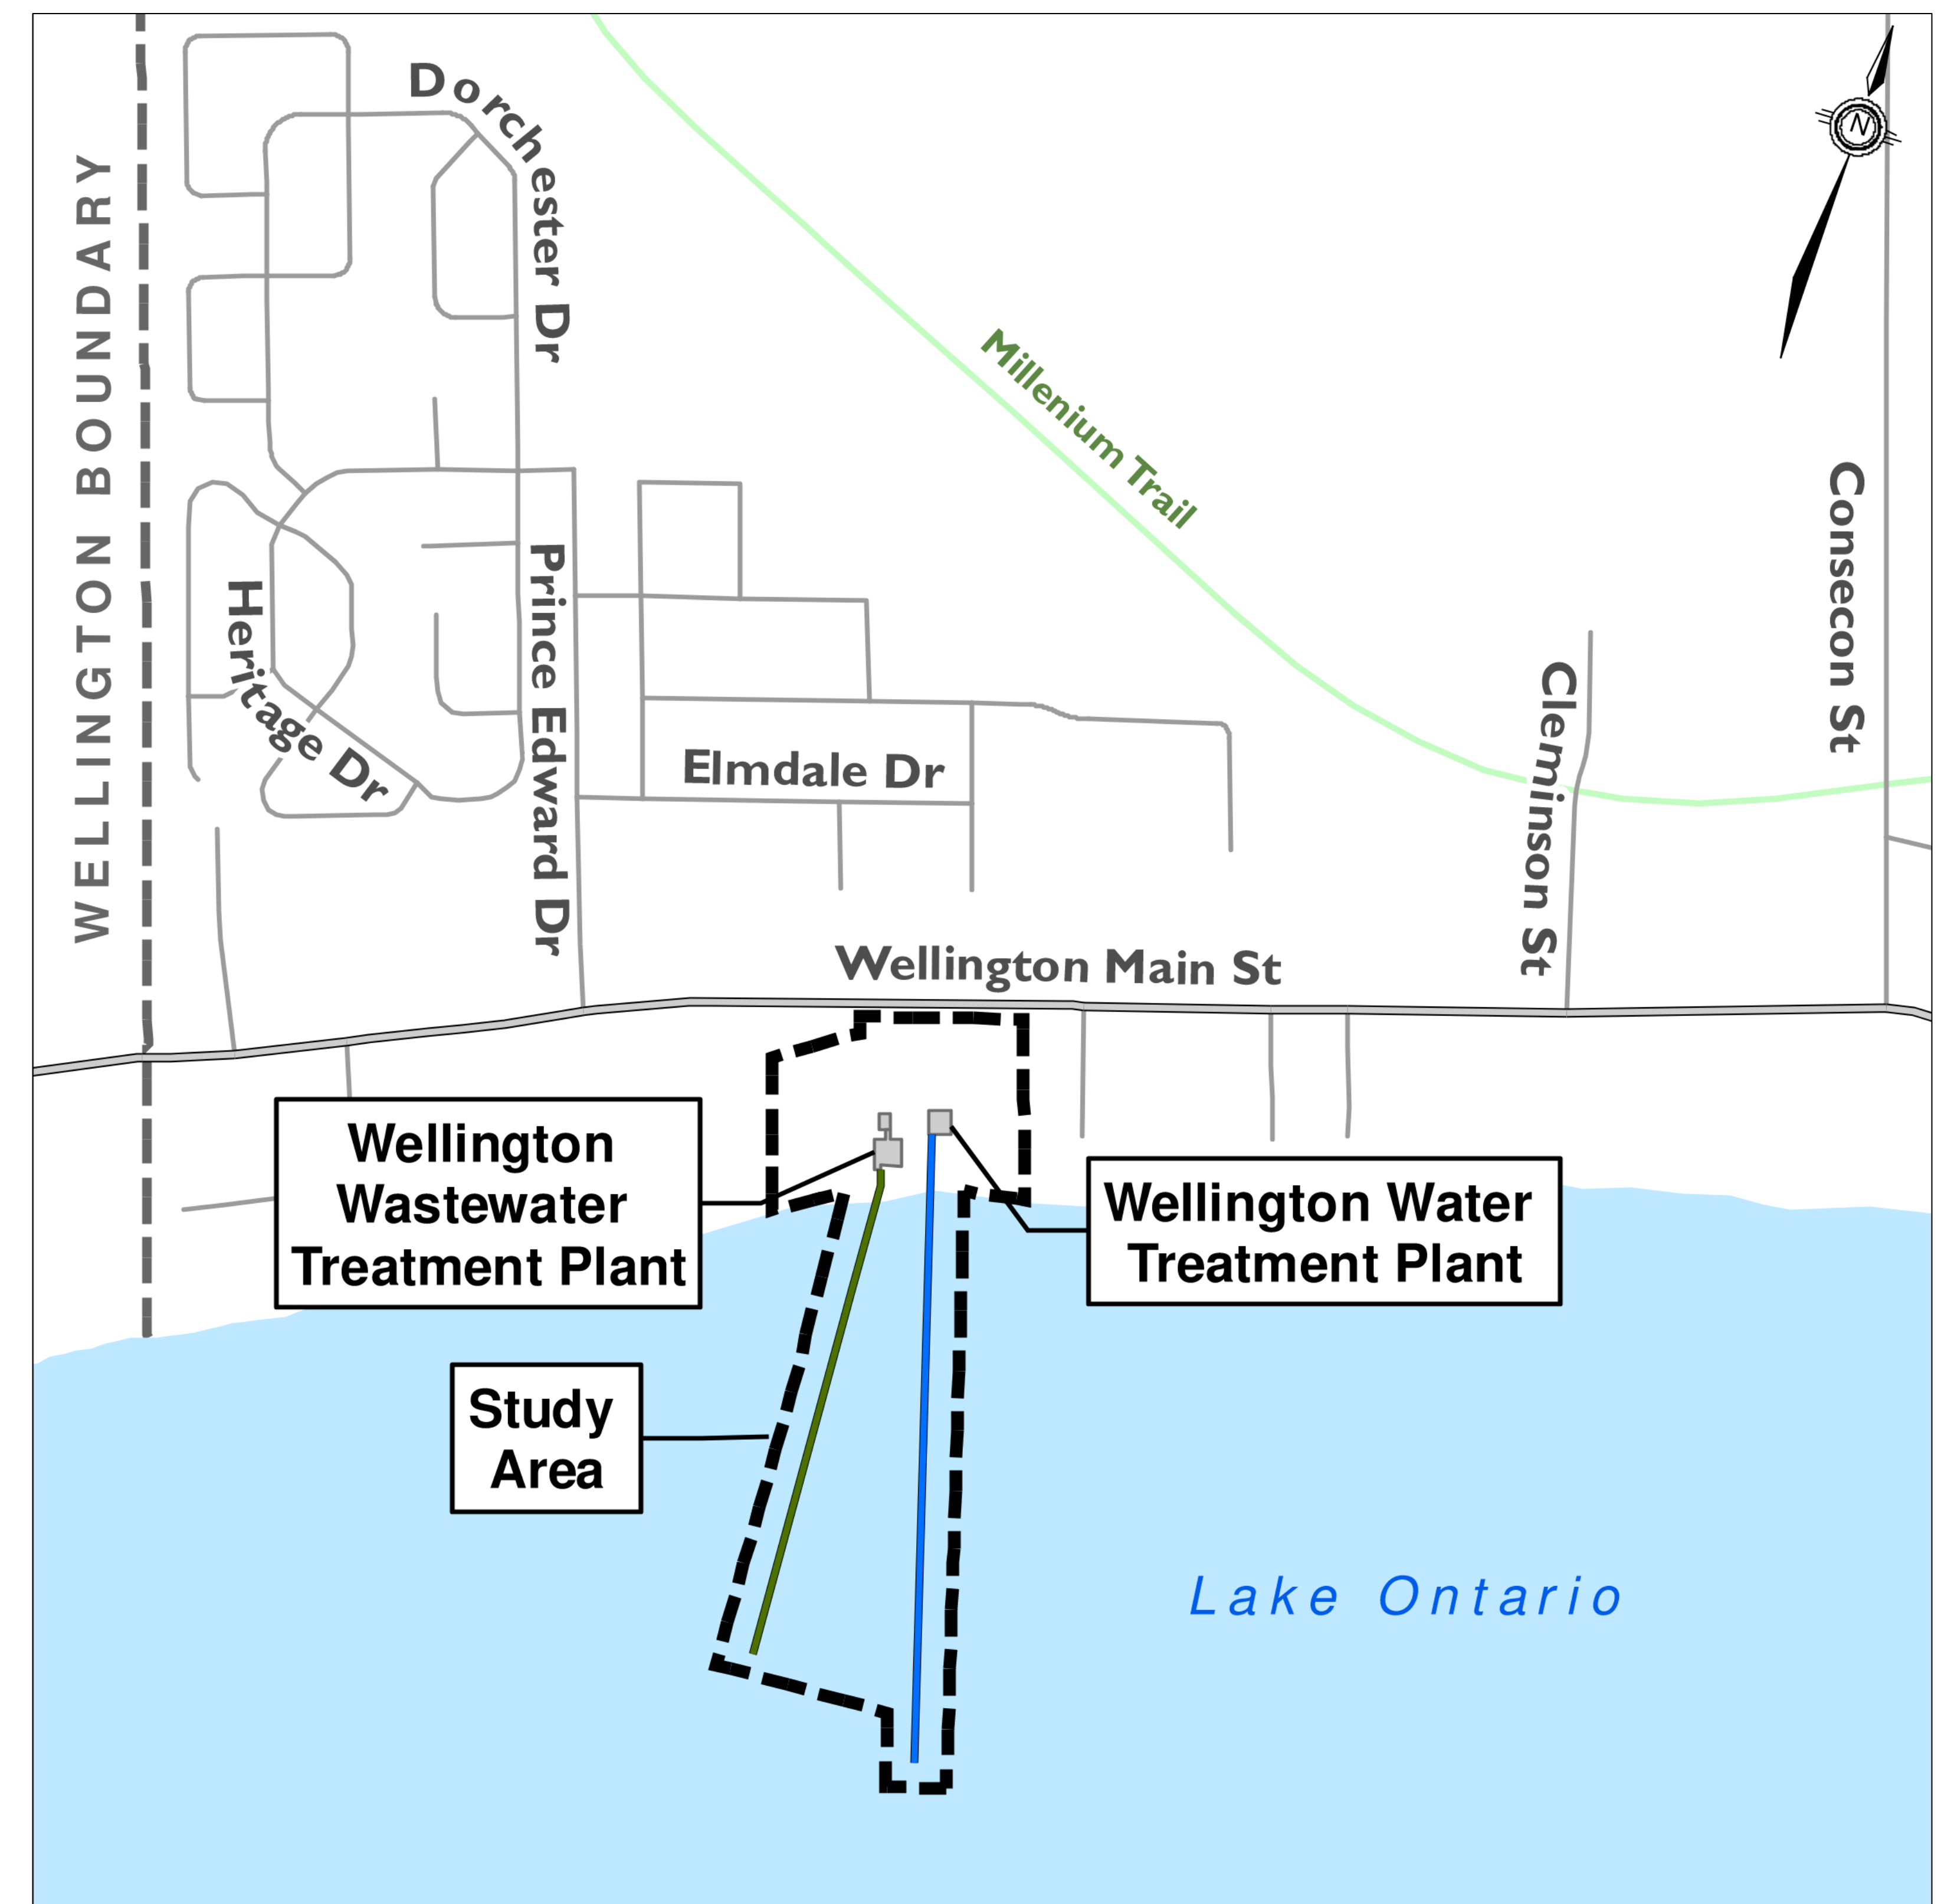 Dorchester Dr
N
WELLINGTON BOUNDARY
Millenium Trail
Consecon St
Prince Edward Dr
Heritage Dr
Cleminson St
Elmdale Dr
Wellington Main St
Wellington
Wastewater
Treatment Plant
Wellington Water
Treatment Plant
Study
Area
Lake Ontario